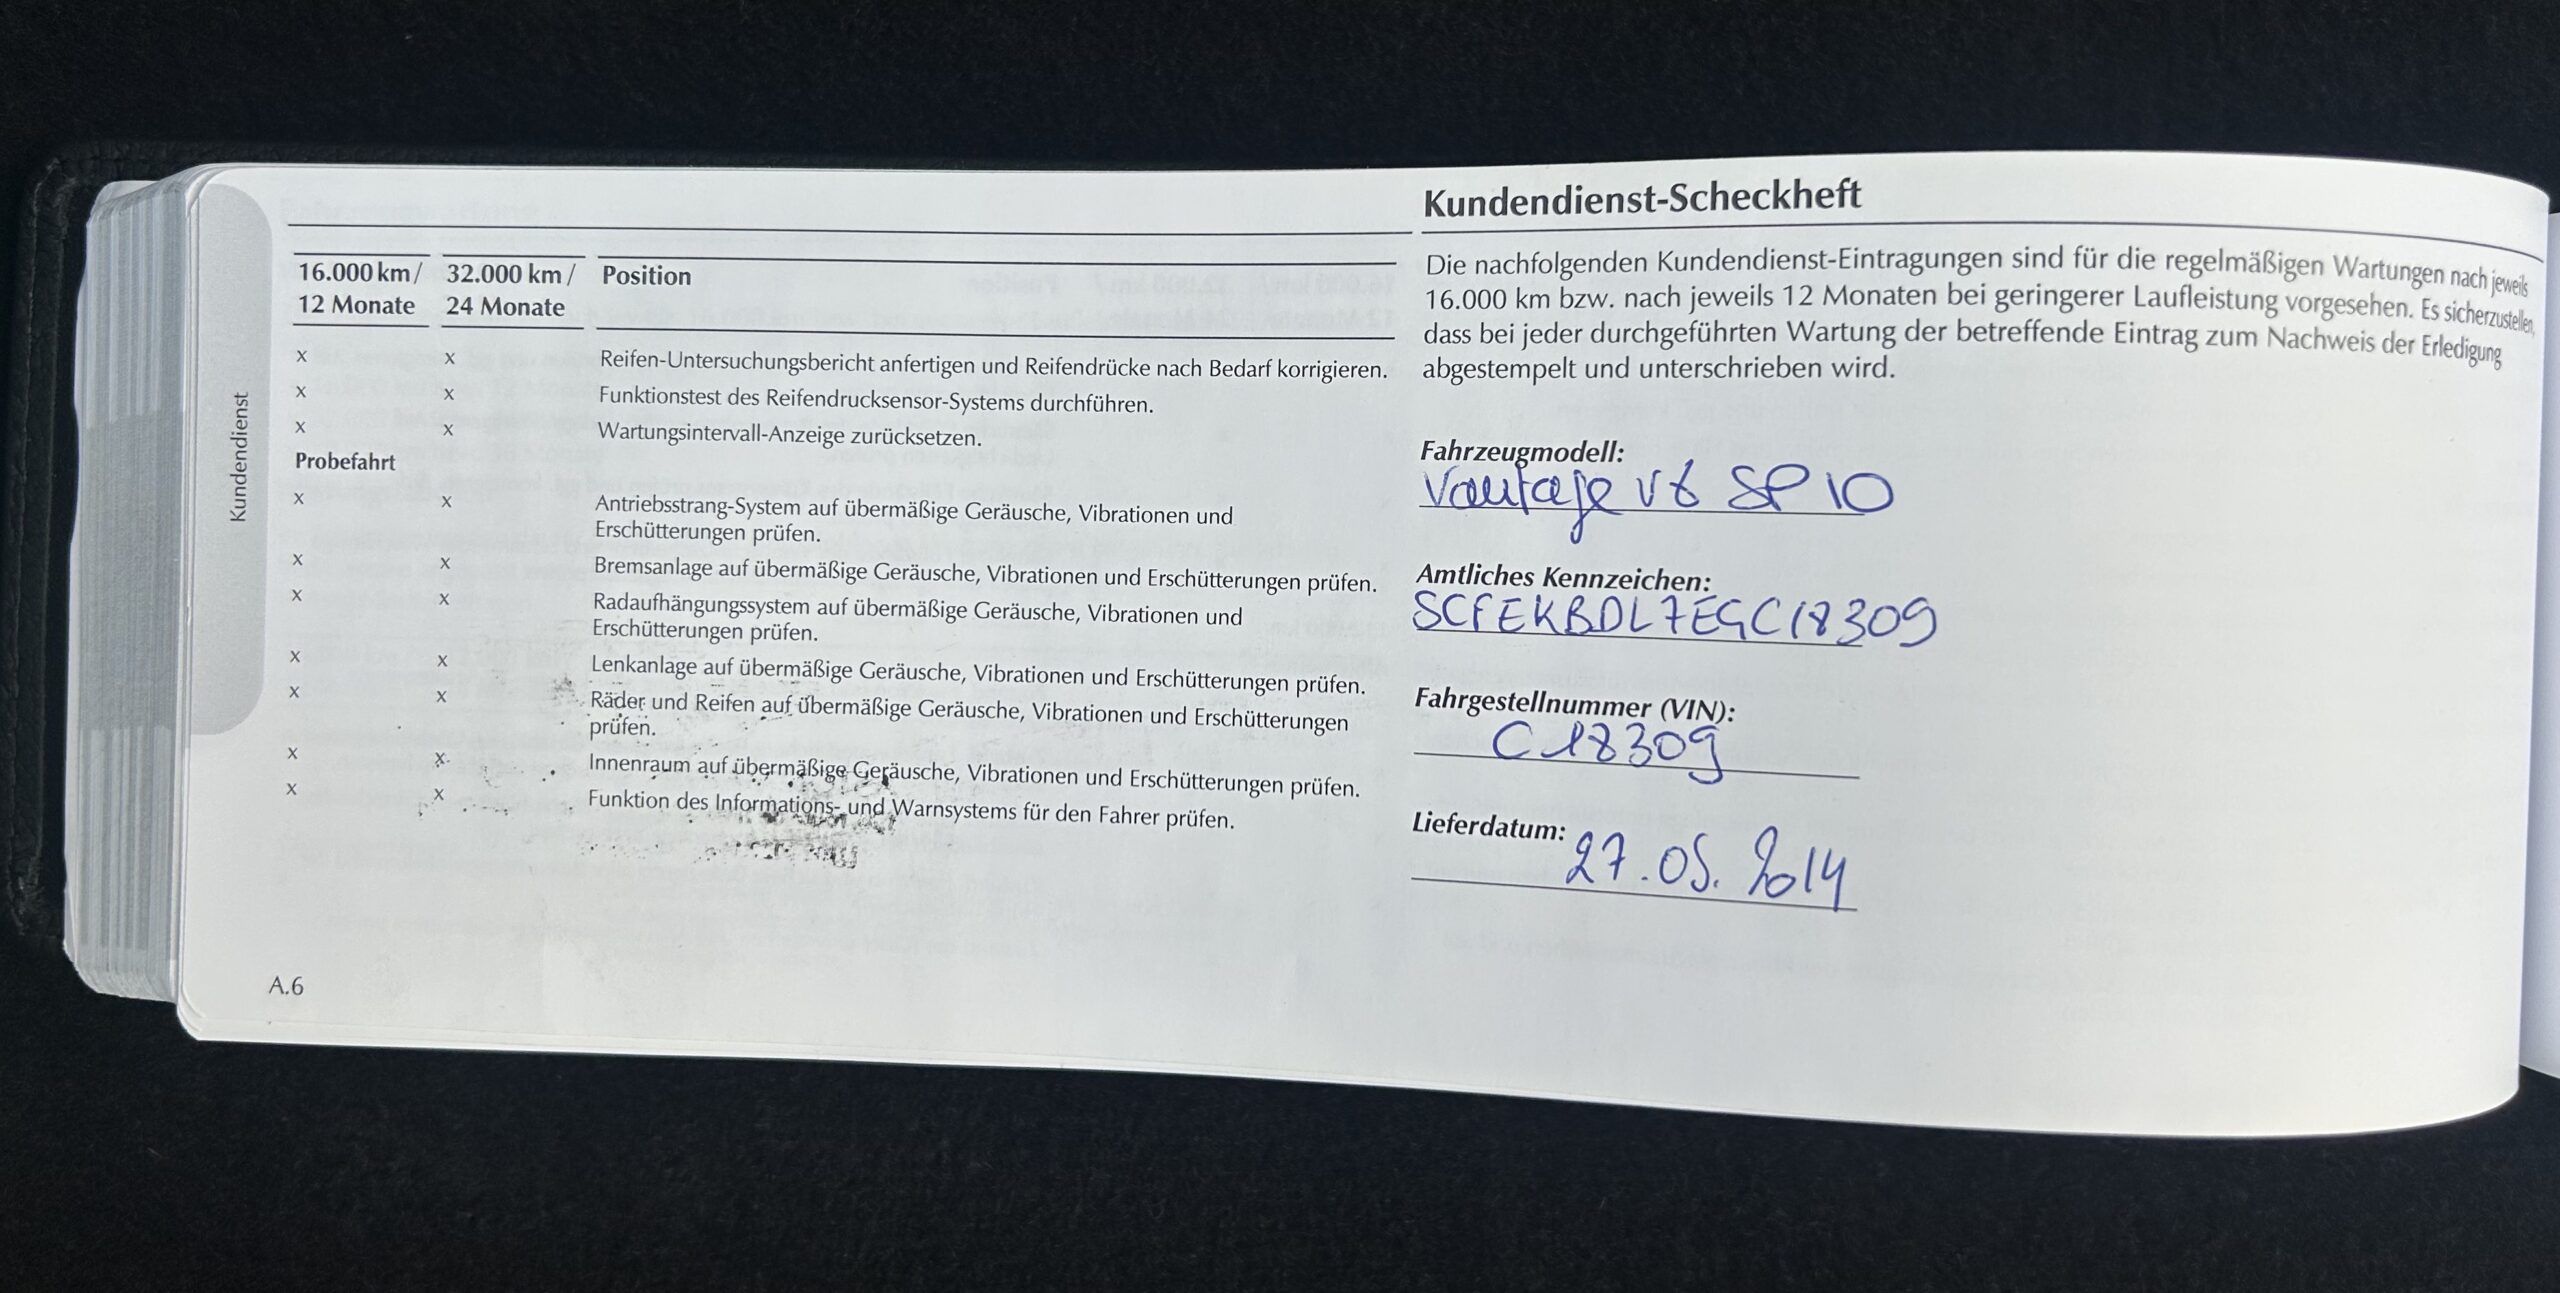 Kundendienst
16.000 km/ 32.000 km/ Position
12 Monate 24 Monate
x x Reifen-Untersuchungsbericht anfertigen und Reifendrücke nach Bedarf korrigieren.
x x Funktionstest des Reifendrucksensor-Systems durchführen.
x x Wartungsintervall-Anzeige zurücksetzen.
Probefahrt
x x Antriebsstrang-System auf übermäßige Geräusche, Vibrationen und
Erschütterungen prüfen.
x x Bremsanlage auf übermäßige Geräusche, Vibrationen und Erschütterungen prüfen.
x x Radaufhängungssystem auf übermäßige Geräusche, Vibrationen und
Erschütterungen prüfen.
x x Lenkanlage auf übermäßige Geräusche, Vibrationen und Erschütterungen prüfen.
x x Räder und Reifen auf übermäßige Geräusche, Vibrationen und Erschütterungen
prüfen.
x x Innenraum auf übermäßige Geräusche, Vibrationen und Erschütterungen prüfen.
x x Funktion des Informations- und Warnsystems für den Fahrer prüfen.
A.6
Kundendienst-Scheckheft
Die nachfolgenden Kundendienst-Eintragungen sind für die regelmäßigen Wartungen nach jeweils
16.000 km bzw. nach jeweils 12 Monaten bei geringerer Laufleistung vorgesehen. Es sicherzustellen,
dass bei jeder durchgeführten Wartung der betreffende Eintrag zum Nachweis der Erledigung
abgestempelt und unterschrieben wird.
Fahrzeugmodell:
Vantage V8 SP 10
Amtliches Kennzeichen:
SCFEKBDL7EGC18309
Fahrgestellnummer (VIN):
C18309
Lieferdatum:
27.05.2014